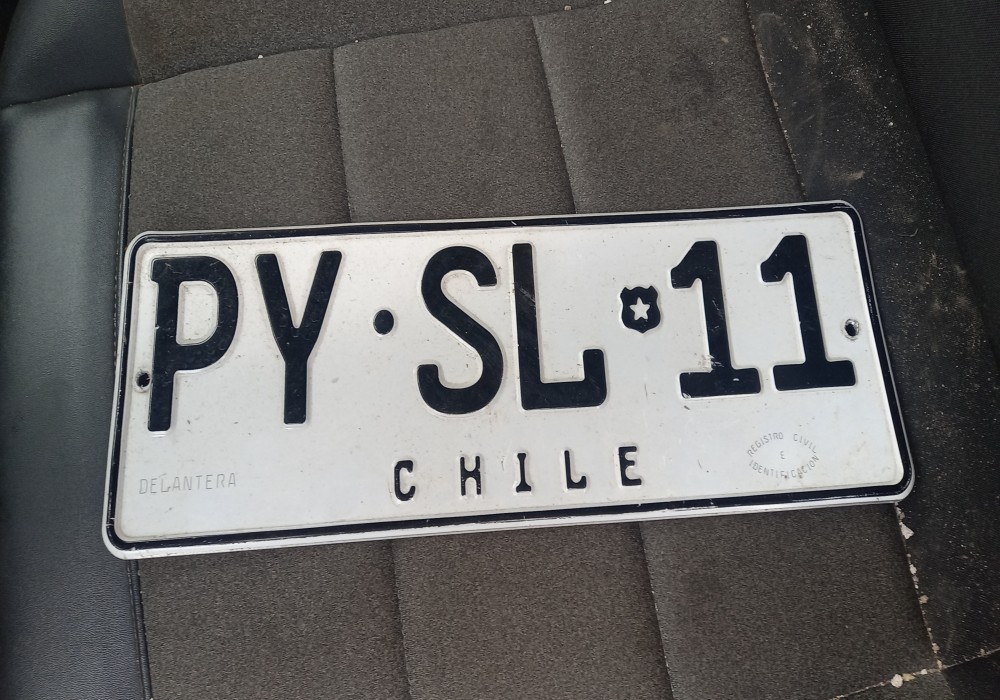 PY·SL·11
DELANTERA
CHILE
REGISTRO CIVIL
E
IDENTIFICACION